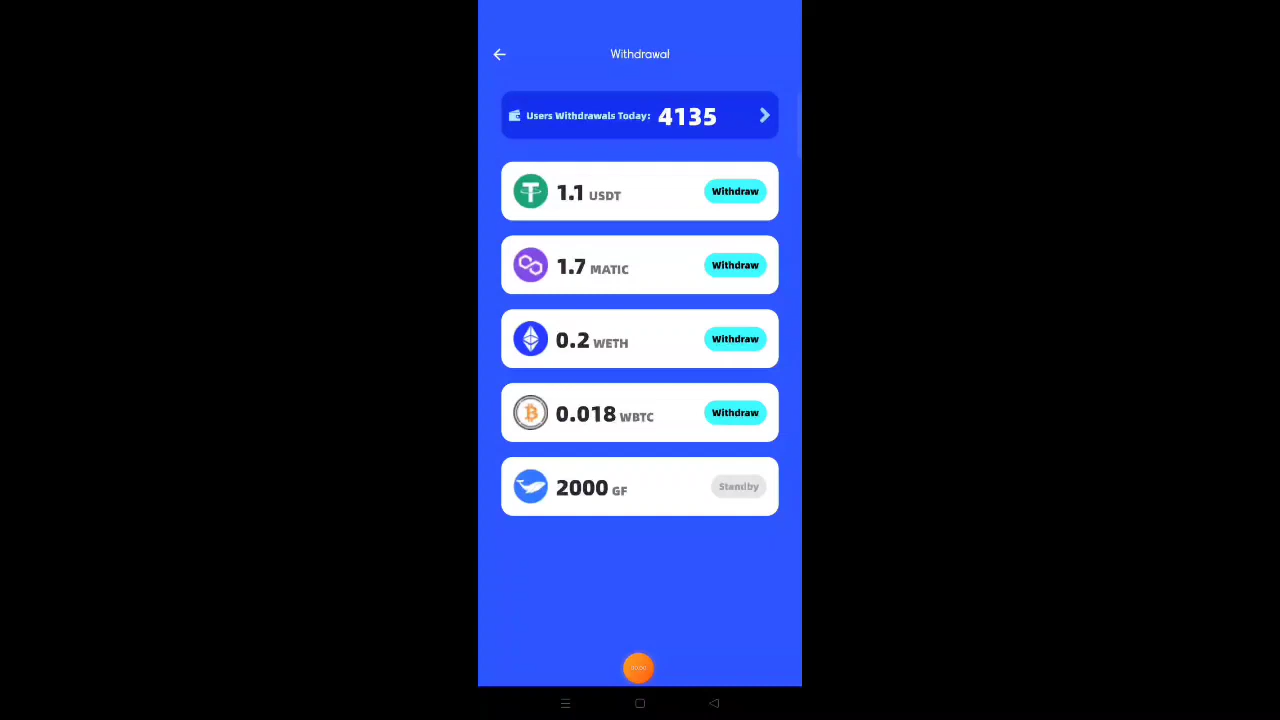 Withdrawal
Users Withdrawals Today: 4135
1.1 USDT Withdraw
1.7 MATIC Withdraw
0.2 WETH Withdraw
0.018 WBTC Withdraw
2000 GF Standby